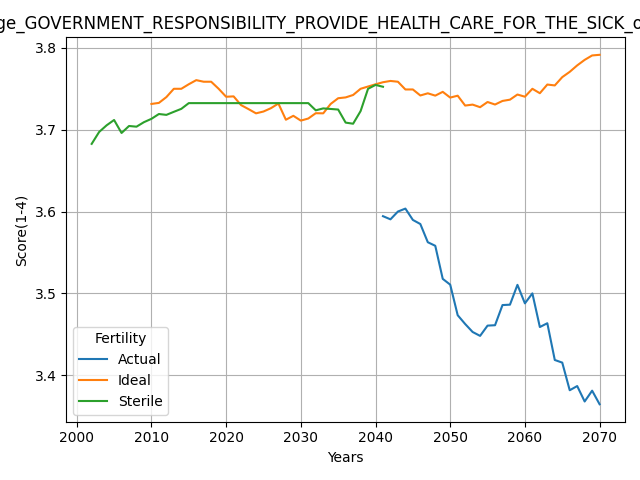 ge_GOVERNMENT_RESPONSIBILITY_PROVIDE_HEALTH_CARE_FOR_THE_SICK_o
3.8
3.7
3.6
3.5
3.4
Score(1-4)
Fertility
Actual
Ideal
Sterile
2000 2010 2020 2030 2040 2050 2060 2070
Years